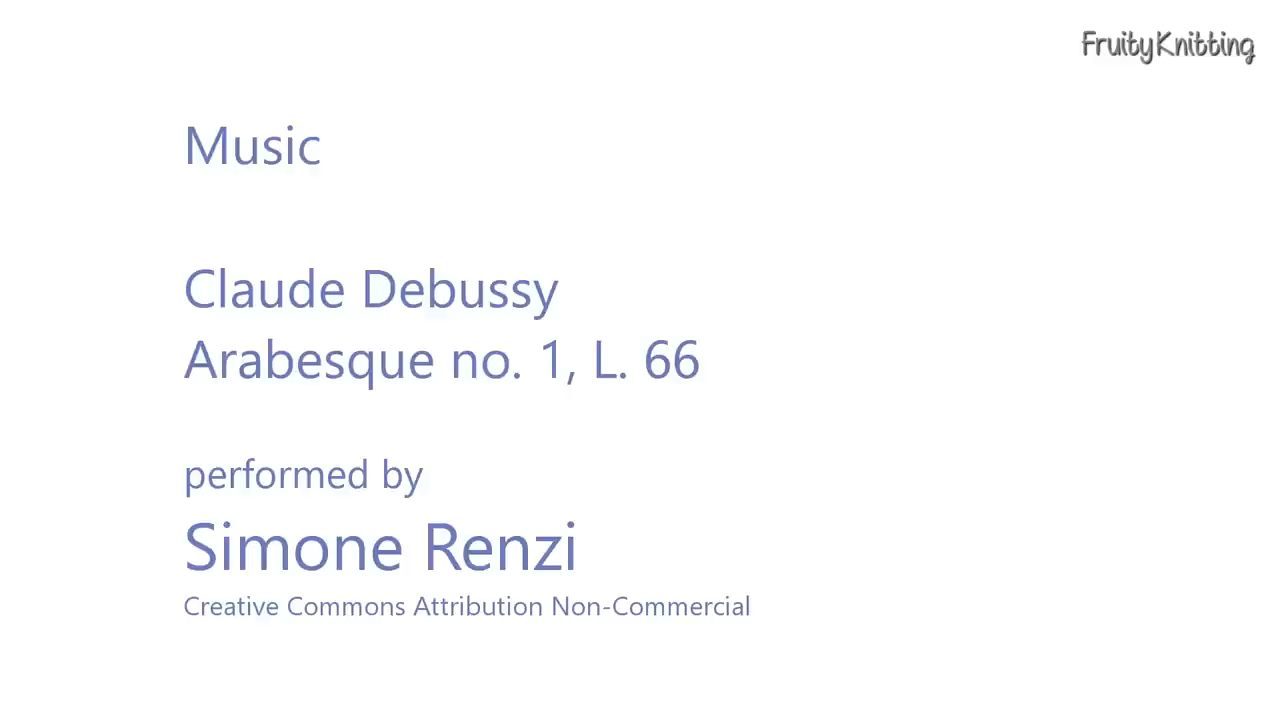 FruityKnitting
Music
Claude Debussy
Arabesque no. 1, L. 66
performed by
Simone Renzi
Creative Commons Attribution Non-Commercial